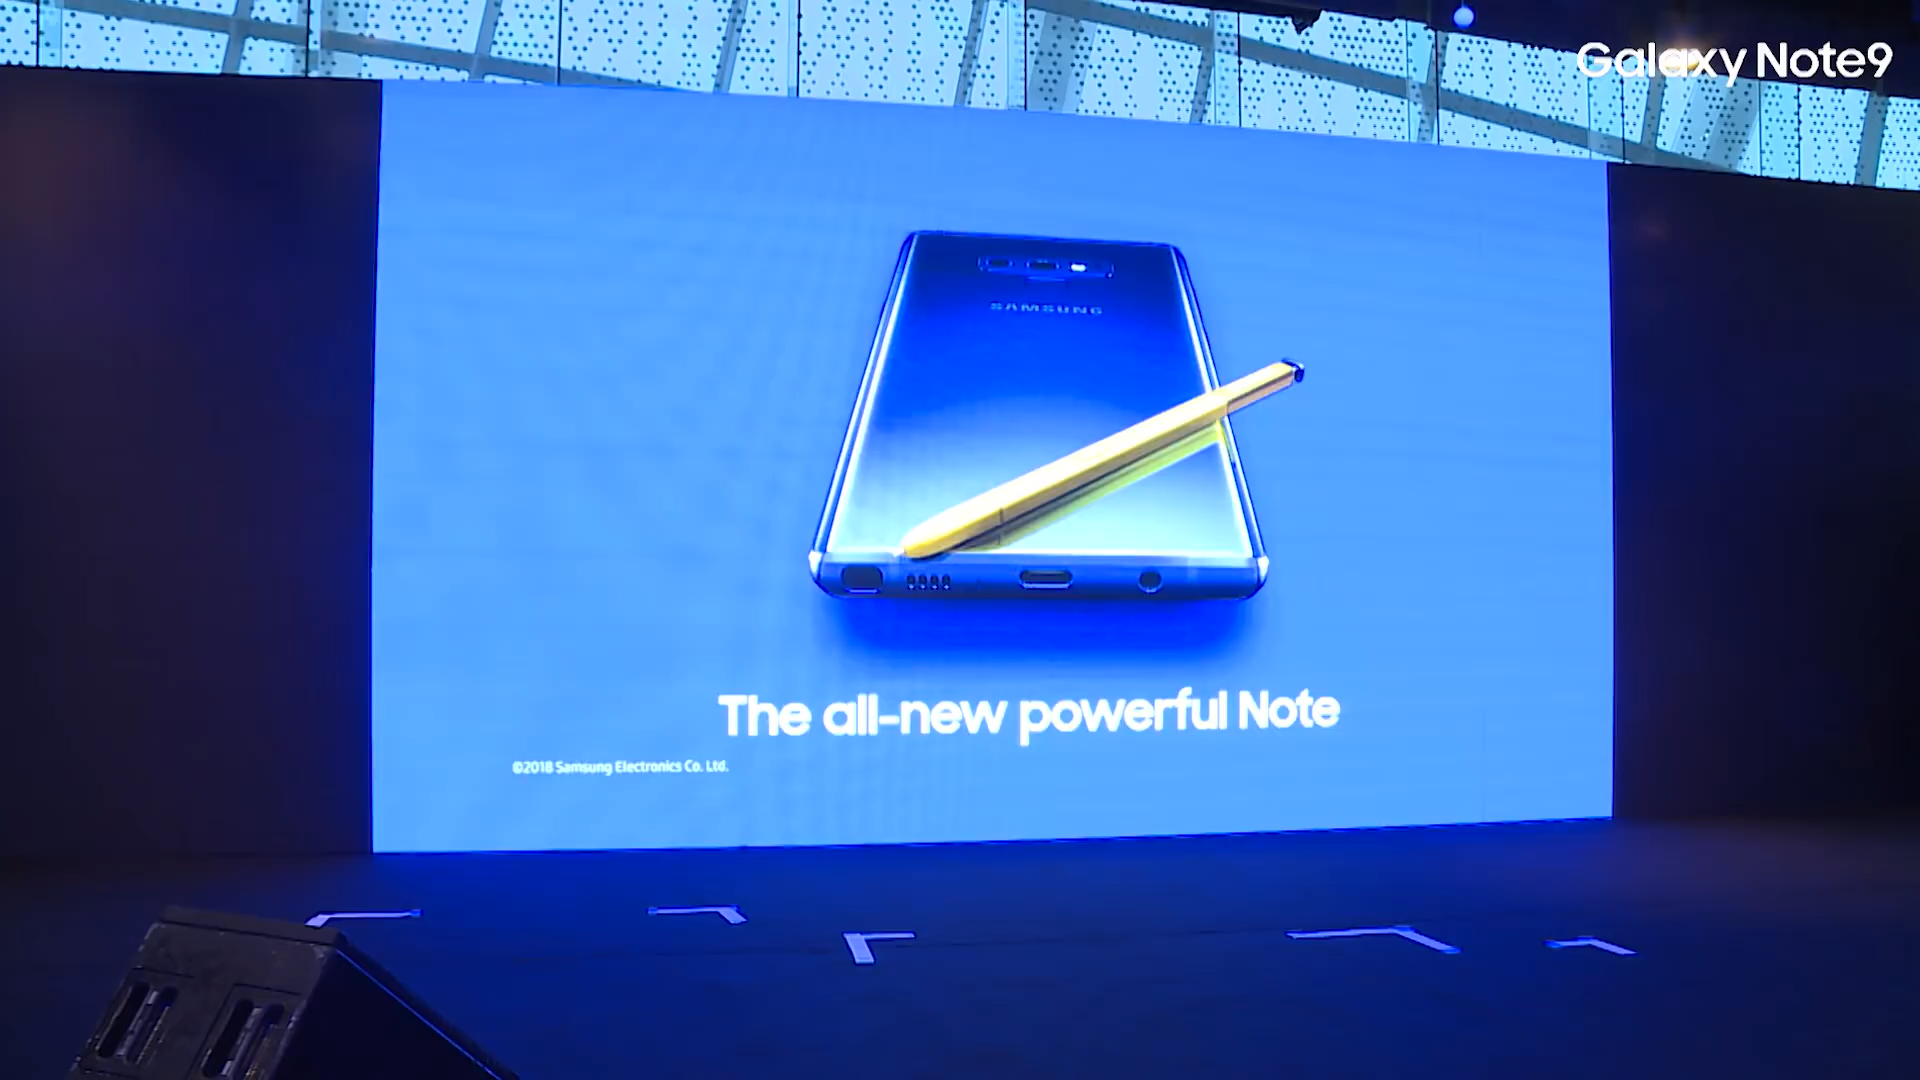 Galaxy Note9
SAMSUNG
The all-new powerful Note
©2018 Samsung Electronics Co. Ltd.